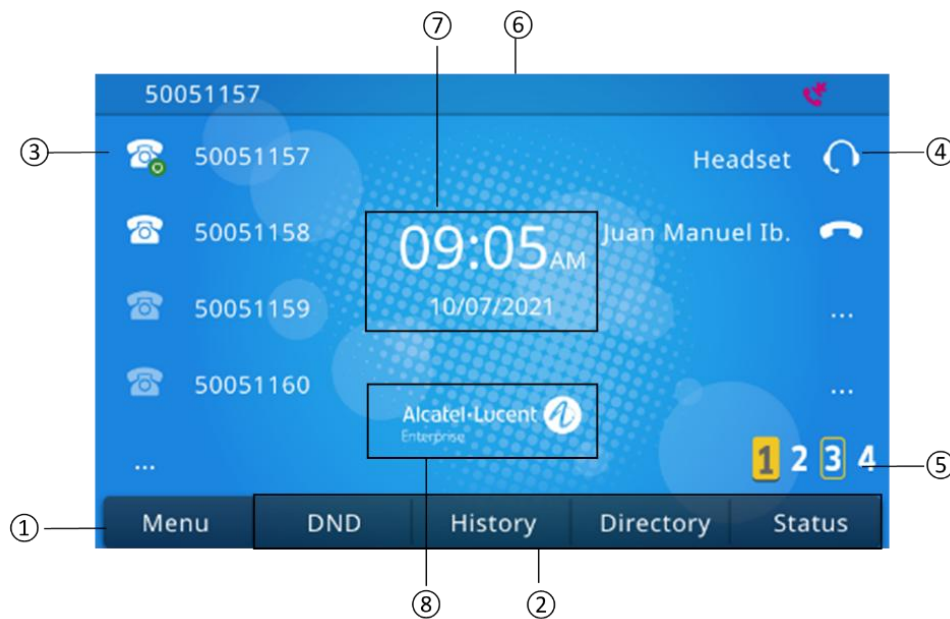 ⑦ ⑥
50051157
③ 50051157 Headset ④
50051158 Juan Manuel Ib.
09:05AM
50051159 10/07/2021 ...
50051160 ...
Alcatel·Lucent
Enterprise
... 1 2 3 4 ⑤
① Menu DND History Directory Status
⑧ ②